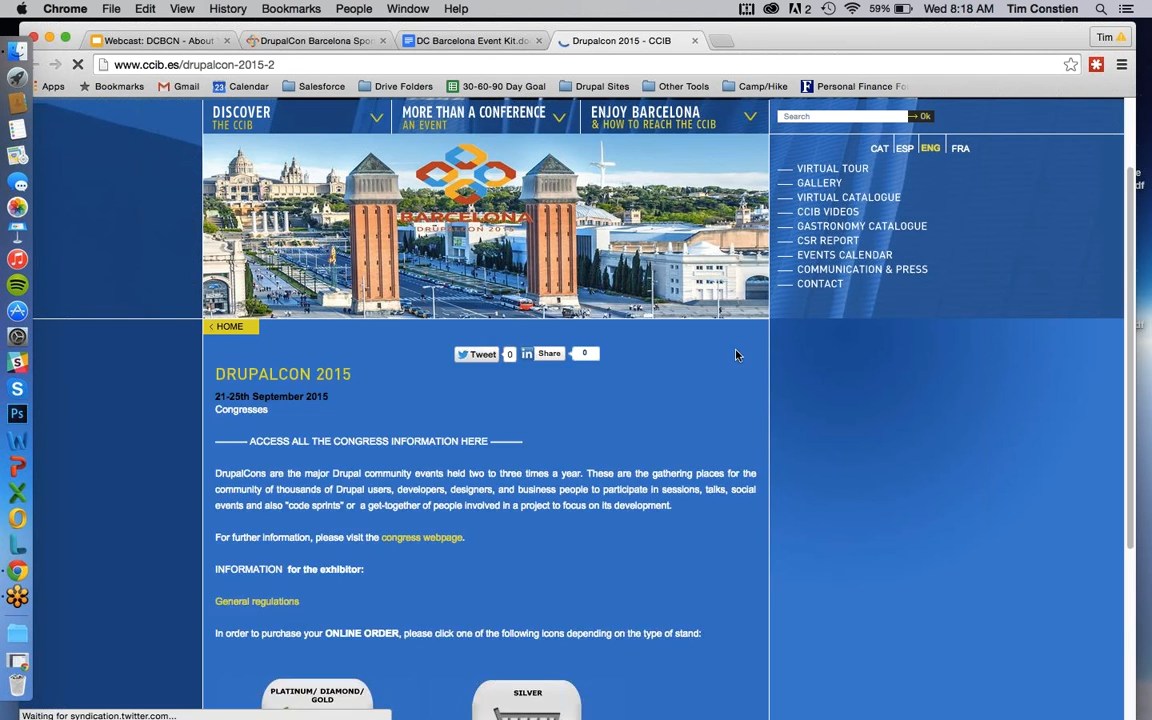 Chrome File Edit View History Bookmarks People Window Help
2 59% Wed 8:18 AM Tim Constien
Webcast: DCBCN - About
DrupalCon Barcelona Spon
DC Barcelona Event Kit.do
Drupalcon 2015 - CCIB
Tim
www.ccib.es/drupalcon-2015-2
Apps Bookmarks Gmail 23 Calendar Salesforce Drive Folders 30-60-90 Day Goal Drupal Sites Other Tools Camp/Hike Personal Finance Fo
DISCOVER
THE CCIB
MORE THAN A CONFERENCE
AN EVENT
ENJOY BARCELONA
& HOW TO REACH THE CCIB
Search Ok
CAT ESP ENG FRA
VIRTUAL TOUR
GALLERY
VIRTUAL CATALOGUE
CCIB VIDEOS
GASTRONOMY CATALOGUE
CSR REPORT
EVENTS CALENDAR
COMMUNICATION & PRESS
CONTACT
BARCELONA
DRUPALCON 2015
< HOME
Tweet 0 in Share 0
DRUPALCON 2015
21-25th September 2015
Congresses
——— ACCESS ALL THE CONGRESS INFORMATION HERE ———
DrupalCons are the major Drupal community events held two to three times a year. These are the gathering places for the
community of thousands of Drupal users, developers, designers, and business people to participate in sessions, talks, social
events and also "code sprints" or a get-together of people involved in a project to focus on its development.
For further information, please visit the congress webpage.
INFORMATION for the exhibitor:
General regulations
In order to purchase your ONLINE ORDER, please click one of the following icons depending on the type of stand:
PLATINUM/ DIAMOND/
GOLD
SILVER
Waiting for syndication.twitter.com...